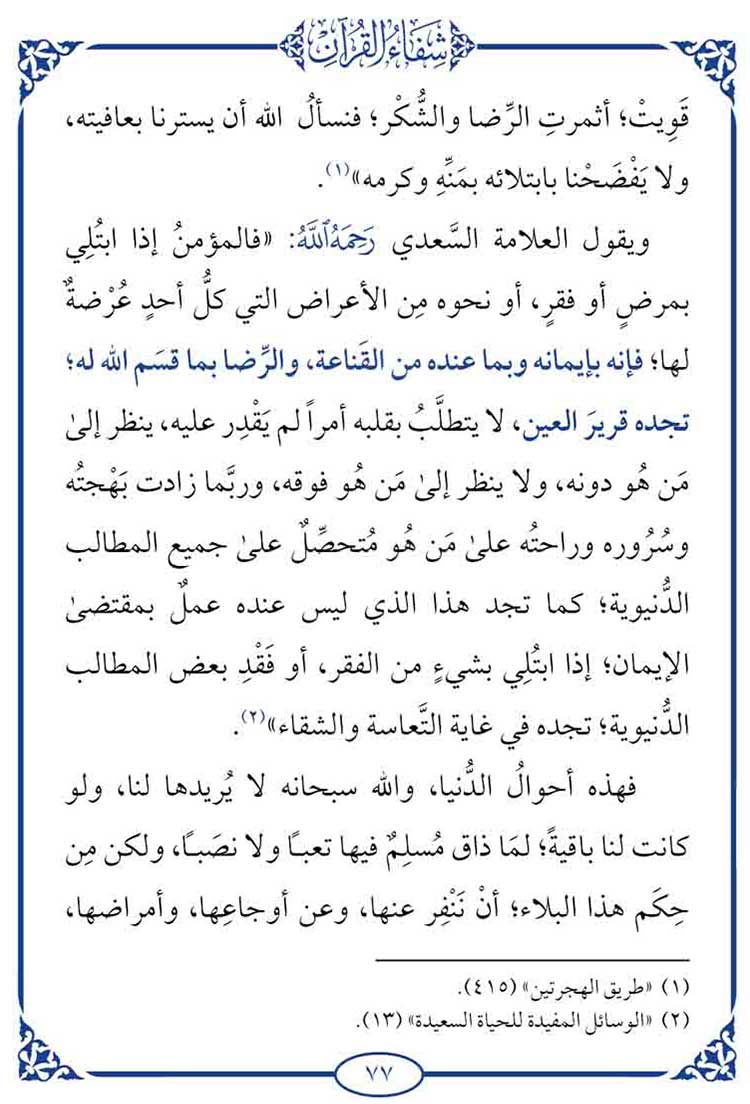 شِفَاءُ القُرْآن
قَوِيتْ؛ أثمرتِ الرِّضا والشُّكْر؛ فنسألُ الله أن يسترنا بعافيته،
ولا يَفْضَحْنا بابتلائه بمَنِّهِ وكرمه»(١).
ويقول العلامة السَّعدي رَحِمَهُ ٱللَّهُ: «فالمؤمنُ إذا ابتُلِي
بمرضٍ أو فقرٍ، أو نحوه مِن الأعراض التي كلُّ أحدٍ عُرْضةٌ
لها؛ فإنه بإيمانه وبما عنده من القَناعة، والرِّضا بما قسَم الله له؛
تجده قريرَ العين، لا يتطلَّبُ بقلبه أمراً لم يَقْدِر عليه، ينظر إلىٰ
مَن هُو دونه، ولا ينظر إلىٰ مَن هُو فوقه، وربَّما زادت بَهْجتُه
وسُرُوره وراحتُه علىٰ مَن هُو مُتحصِّلٌ علىٰ جميع المطالب
الدُّنيوية؛ كما تجد هذا الذي ليس عنده عملٌ بمقتضىٰ
الإيمان؛ إذا ابتُلِي بشيءٍ من الفقر، أو فَقْدِ بعض المطالب
الدُّنيوية؛ تجده في غاية التَّعاسة والشقاء»(٢).
فهذه أحوالُ الدُّنيا، والله سبحانه لا يُريدها لنا، ولو
كانت لنا باقيةً؛ لمَا ذاق مُسلِمٌ فيها تعبـًا ولا نصَبـًا، ولكن مِن
حِكَم هذا البلاء؛ أنْ نَنْفِر عنها، وعن أوجاعِها، وأمراضها،
(١) «طريق الهجرتين» (٤١٥).
(٢) «الوسائل المفيدة للحياة السعيدة» (١٣).
٧٧